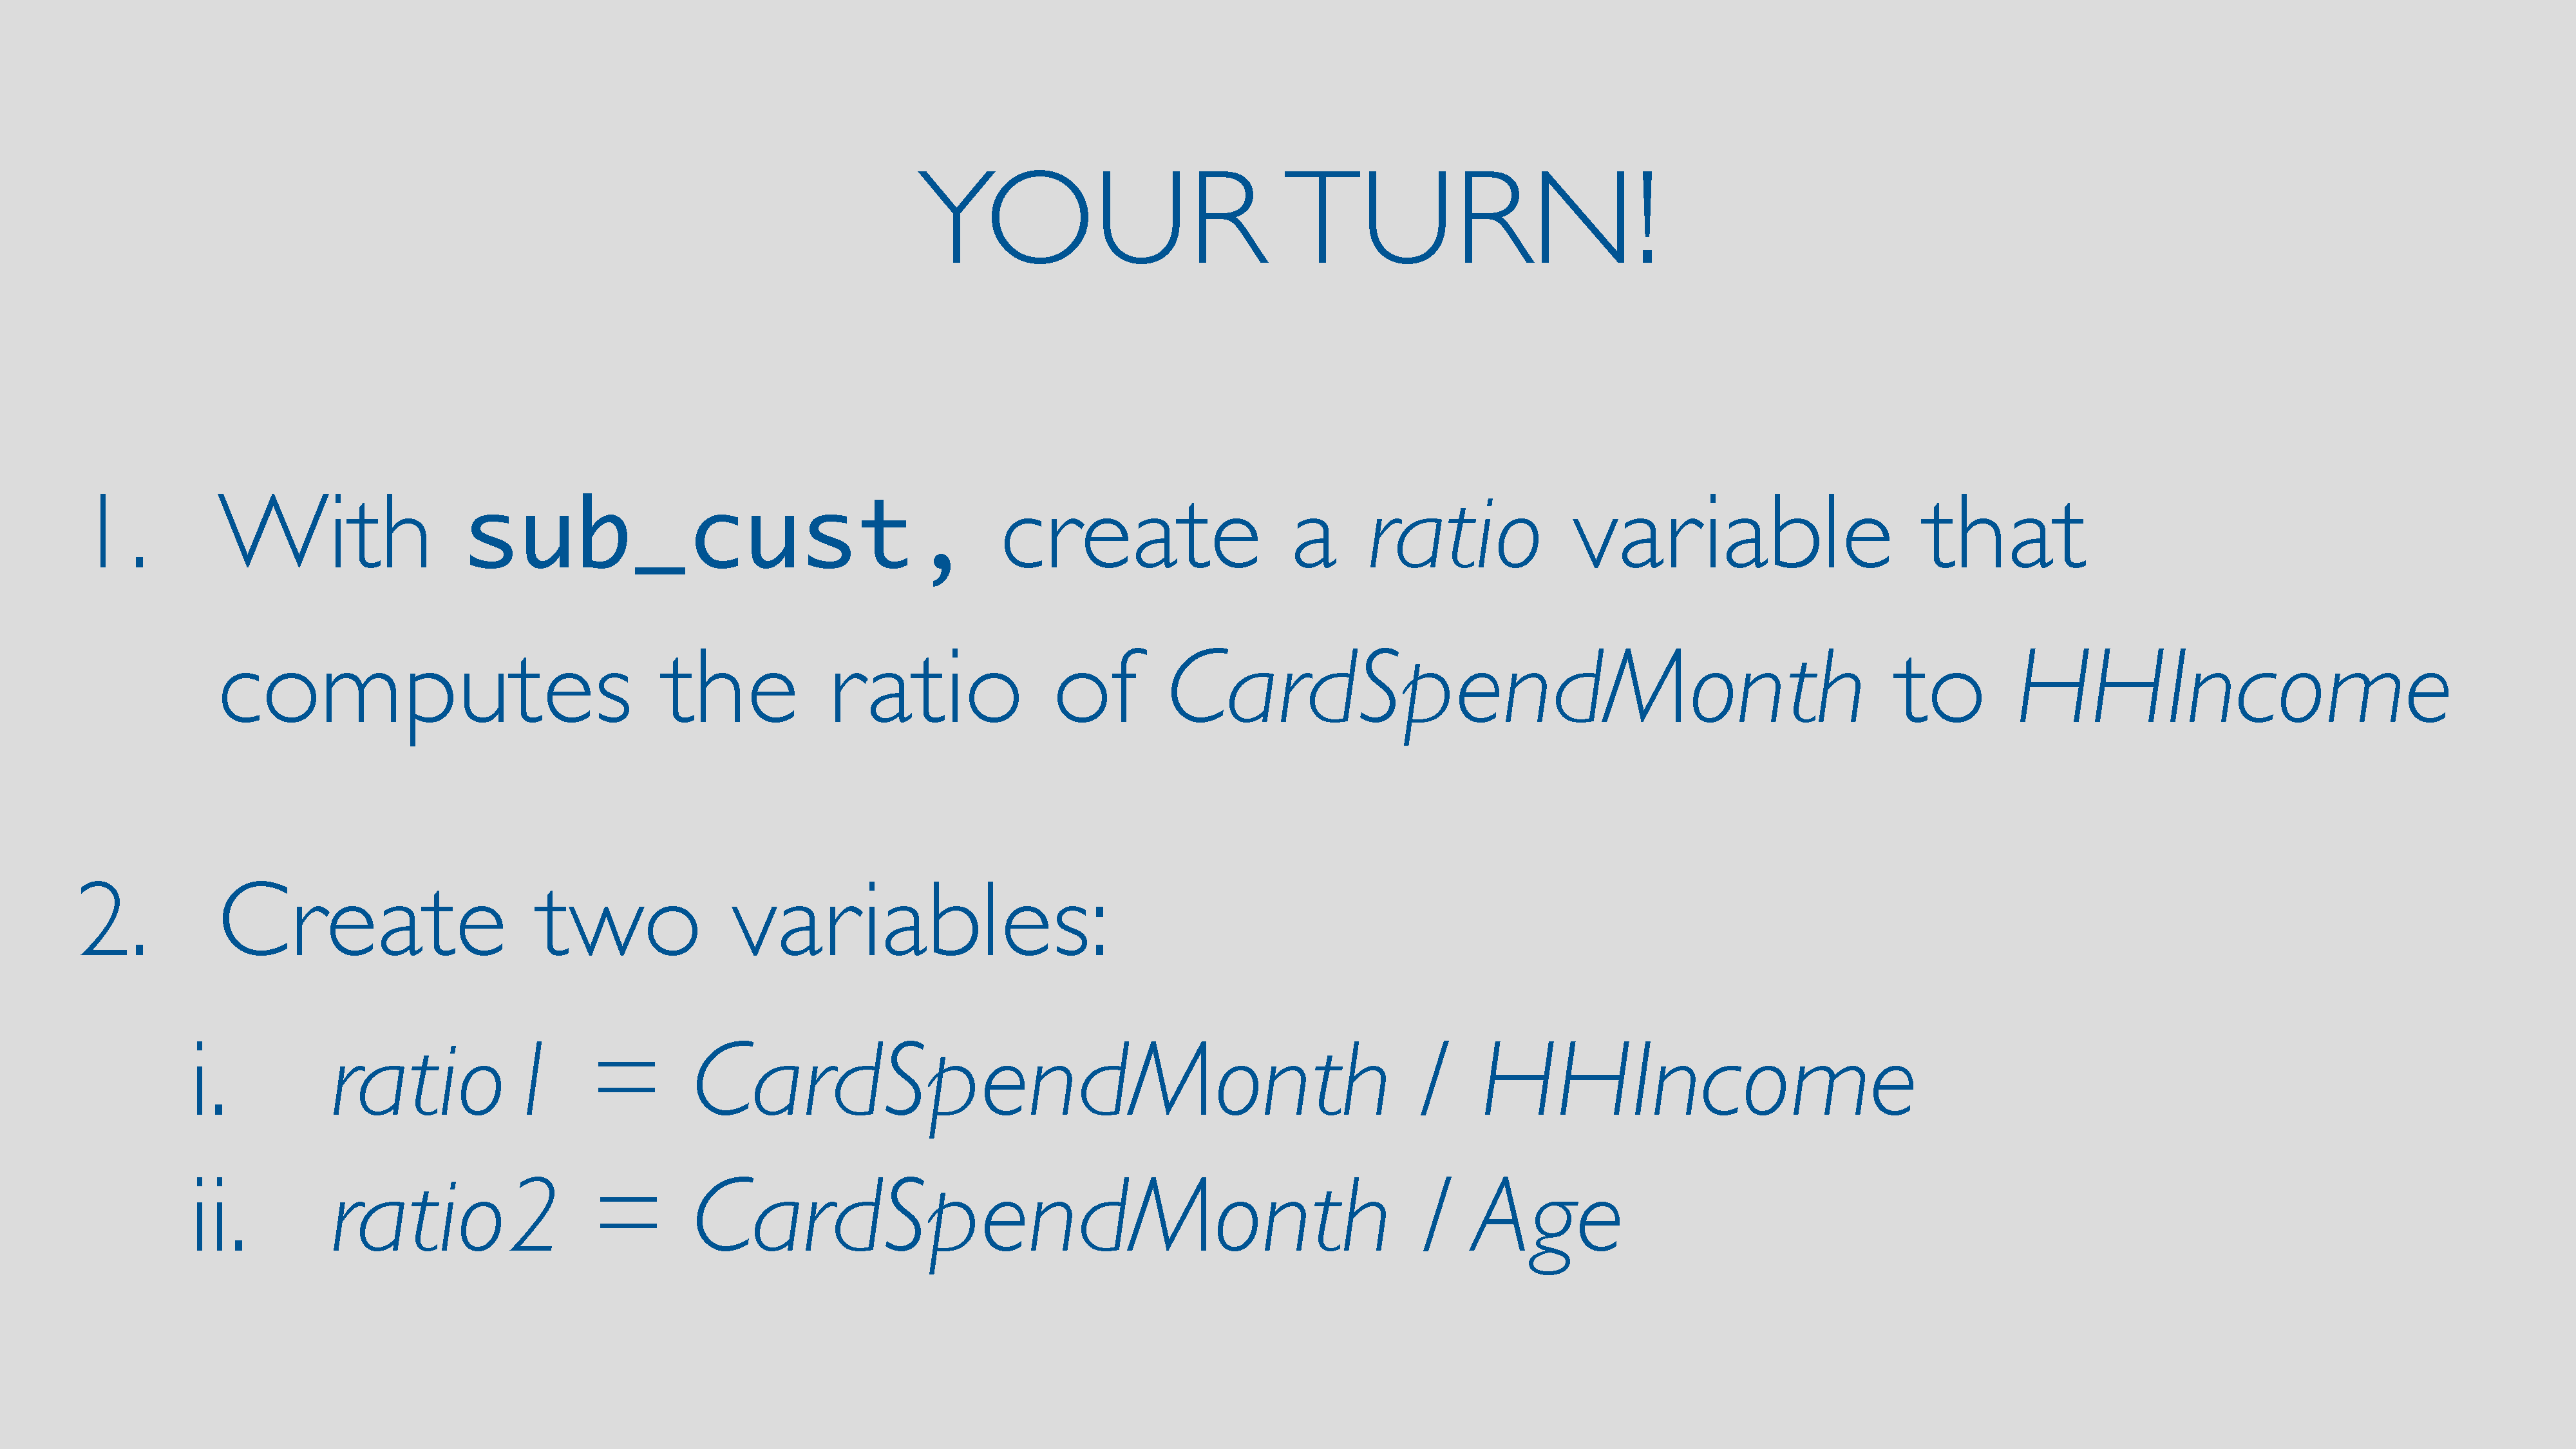 YOUR TURN!
1. With sub_cust, create a ratio variable that
computes the ratio of CardSpendMonth to HHIncome
2. Create two variables:
i. ratio1 = CardSpendMonth / HHIncome
ii. ratio2 = CardSpendMonth / Age